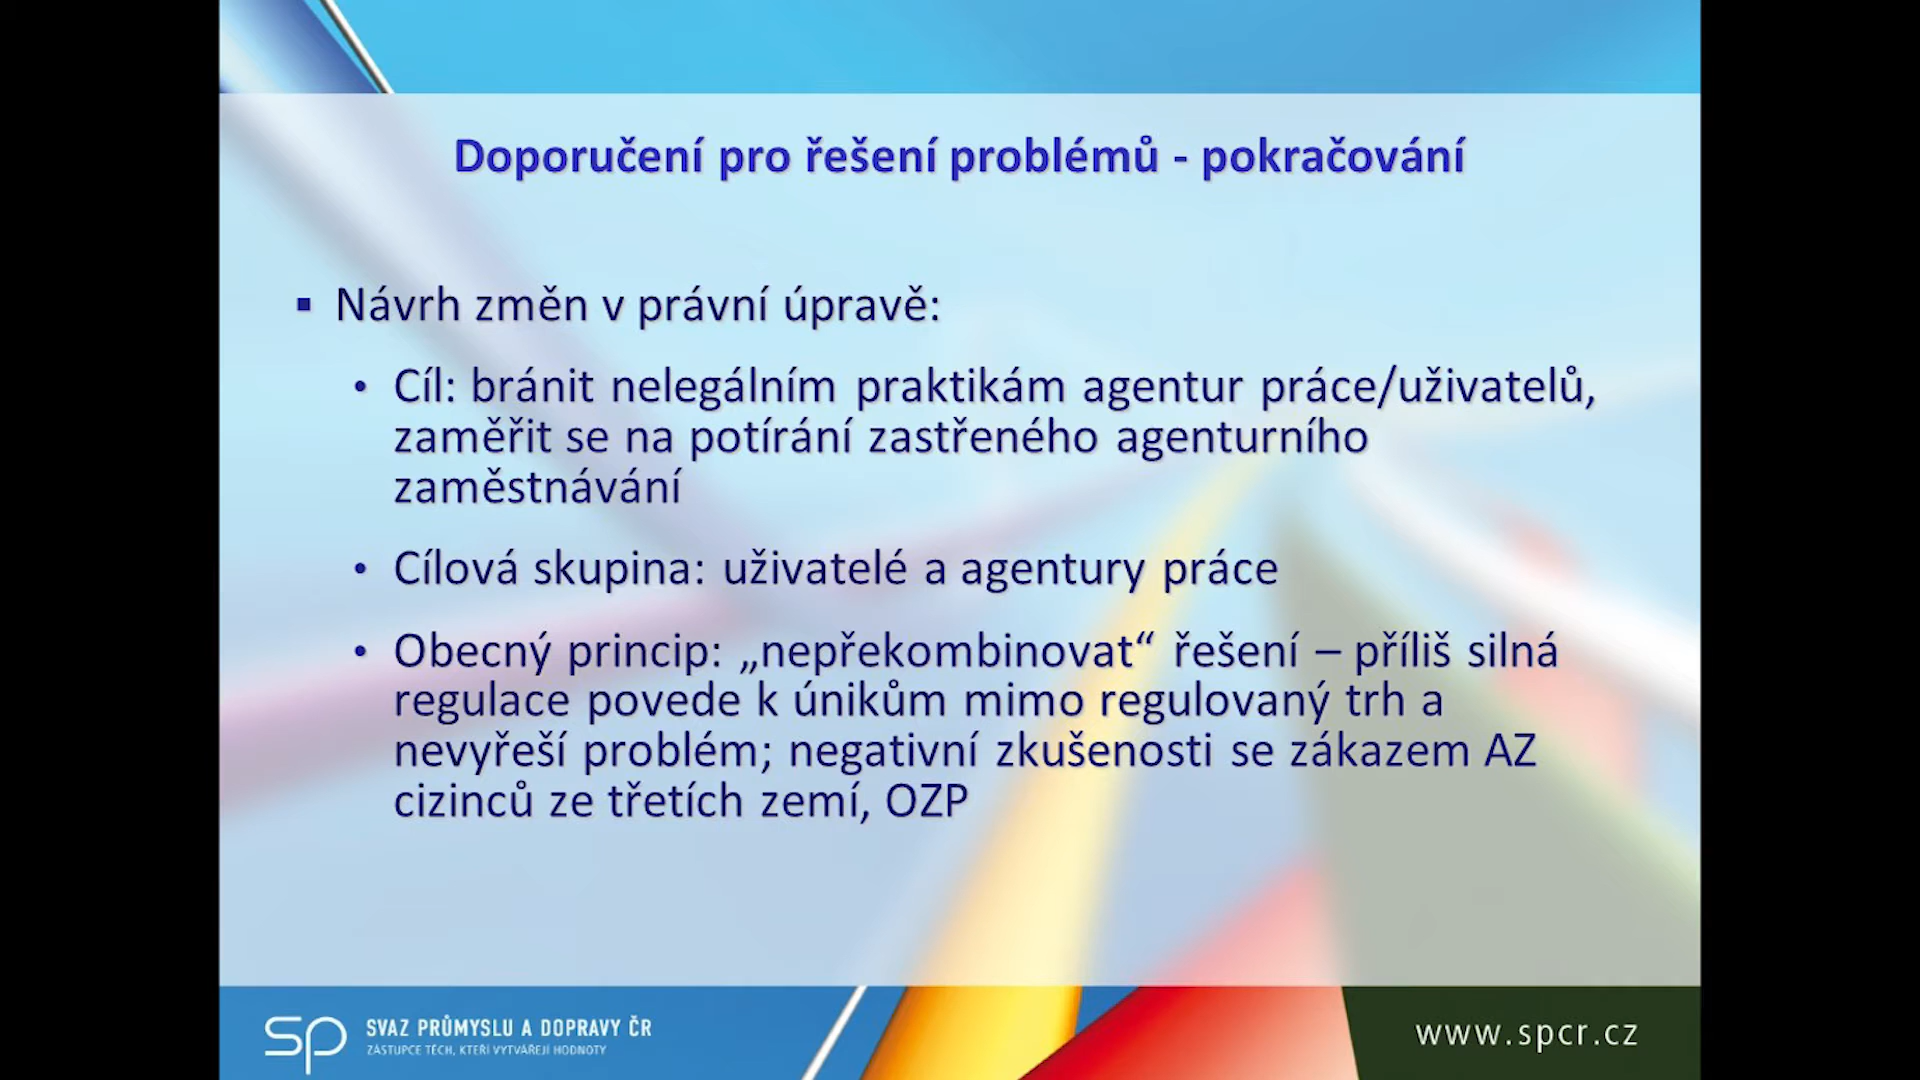 Doporučení pro řešení problémů - pokračování
▪ Návrh změn v právní úpravě:
• Cíl: bránit nelegálním praktikám agentur práce/uživatelů,
zaměřit se na potírání zastřeného agenturního
zaměstnávání
• Cílová skupina: uživatelé a agentury práce
• Obecný princip: „nepřekombinovat“ řešení – příliš silná
regulace povede k únikům mimo regulovaný trh a
nevyřeší problém; negativní zkušenosti se zákazem AZ
cizinců ze třetích zemí, OZP
sp SVAZ PRŮMYSLU A DOPRAVY ČR
ZÁSTUPCE TĚCH, KTEŘÍ VYTVÁŘEJÍ HODNOTY
www.spcr.cz